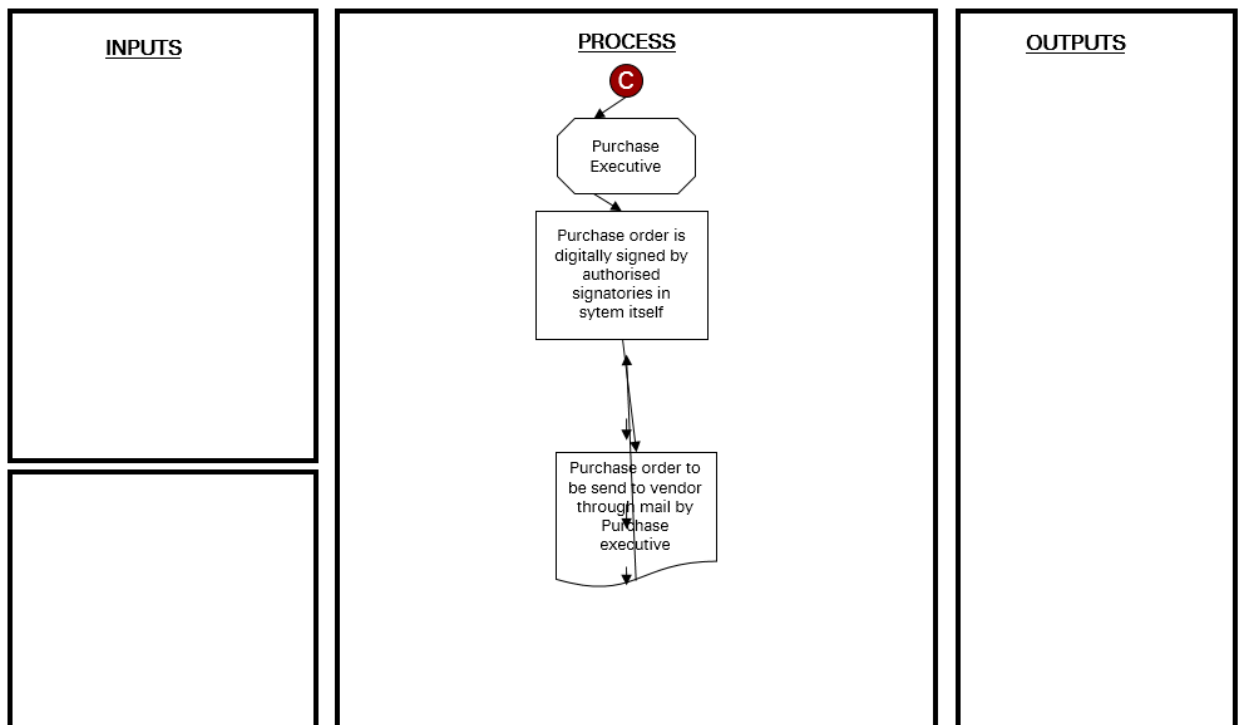 INPUTS
PROCESS
OUTPUTS
C
Purchase
Executive
Purchase order is
digitally signed by
authorised
signatories in
sytem itself
Purchase order to
be send to vendor
through mail by
Purchase
executive